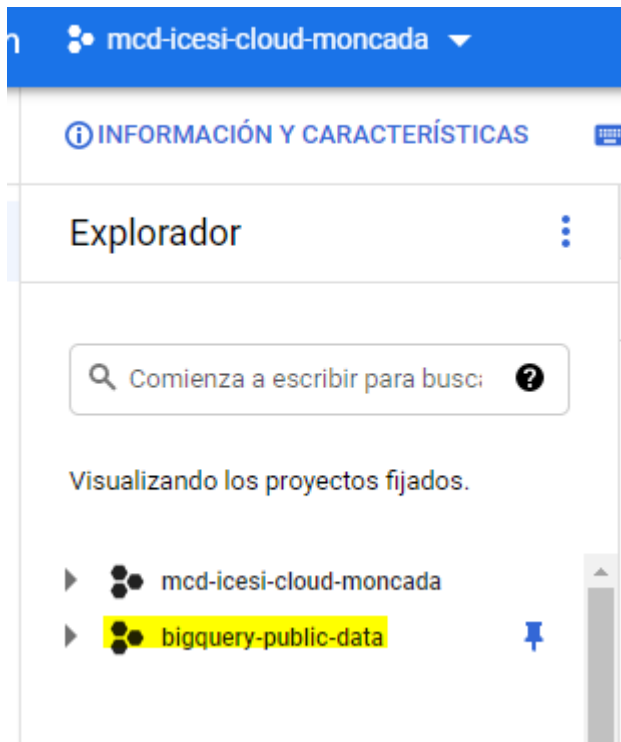 mcd-icesi-cloud-moncada
INFORMACIÓN Y CARACTERÍSTICAS
Explorador
Comienza a escribir para busc
Visualizando los proyectos fijados.
mcd-icesi-cloud-moncada
bigquery-public-data